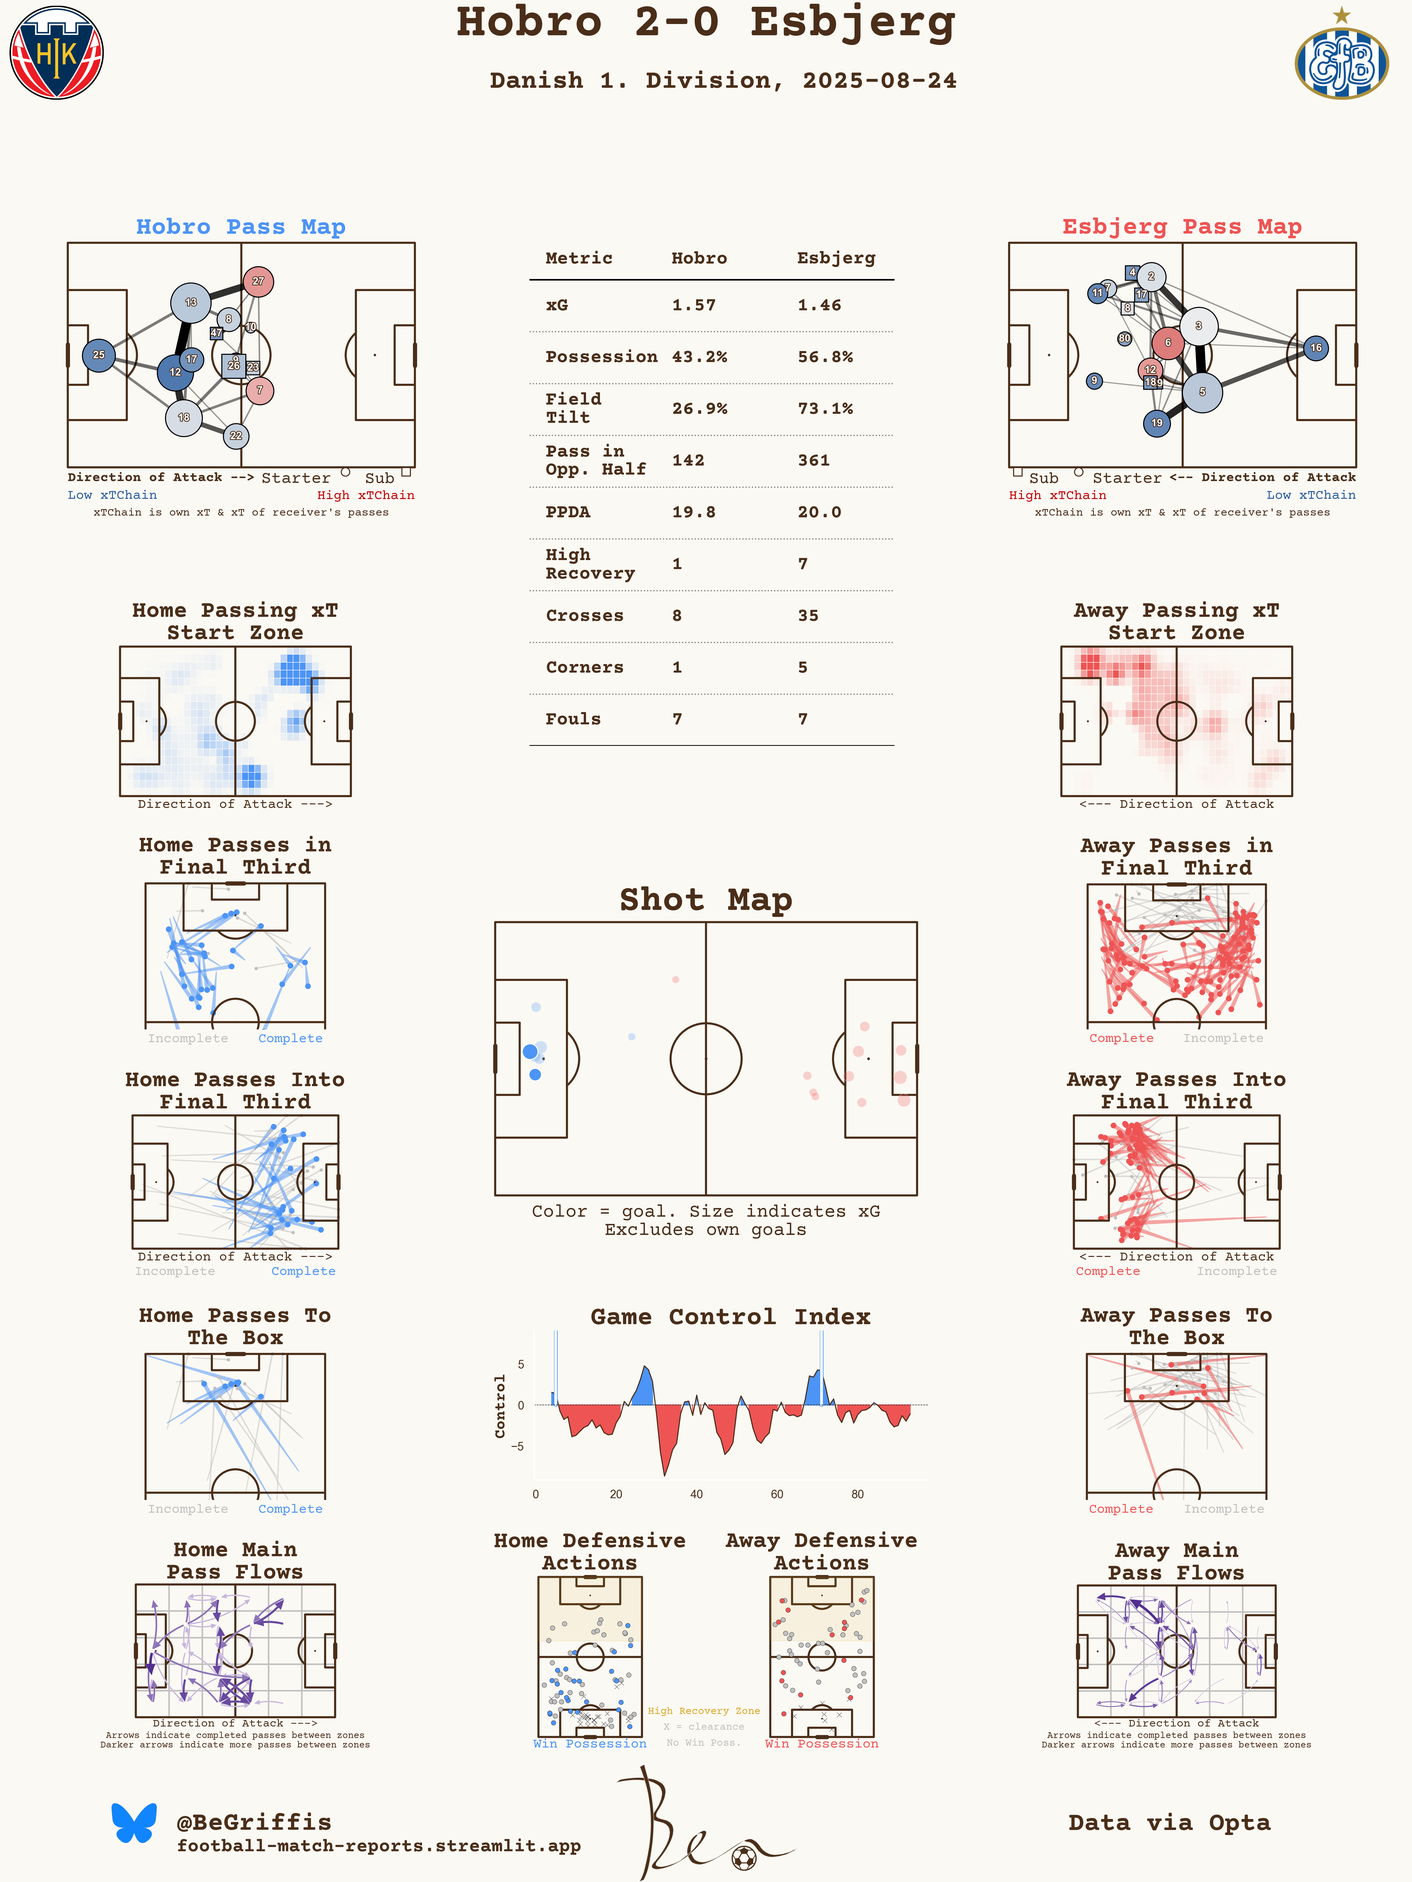 Hobro 2-0 Esbjerg
Danish 1. Division, 2025-08-24
HIK
EfB
Hobro Pass Map
25
13
27
8
47
10
17
12
9
26
23
7
18
22
Direction of Attack --> Starter Sub
Low xTChain High xTChain
xTChain is own xT & xT of receiver's passes
Metric Hobro Esbjerg
xG 1.57 1.46
Possession 43.2% 56.8%
Field
Tilt 26.9% 73.1%
Pass in
Opp. Half 142 361
PPDA 19.8 20.0
High
Recovery 1 7
Crosses 8 35
Corners 1 5
Fouls 7 7
Esbjerg Pass Map
4
2
11
7
17
8
3
80
6
16
12
9
18
5
19
Sub Starter <-- Direction of Attack
High xTChain Low xTChain
xTChain is own xT & xT of receiver's passes
Home Passing xT
Start Zone
Direction of Attack --->
Away Passing xT
Start Zone
<--- Direction of Attack
Home Passes in
Final Third
Incomplete Complete
Shot Map
Color = goal. Size indicates xG
Excludes own goals
Away Passes in
Final Third
Complete Incomplete
Home Passes Into
Final Third
Direction of Attack --->
Incomplete Complete
Away Passes Into
Final Third
<--- Direction of Attack
Complete Incomplete
Home Passes To
The Box
Incomplete Complete
Game Control Index
Control
5
0
−5
0 20 40 60 80
Away Passes To
The Box
Complete Incomplete
Home Main
Pass Flows
Direction of Attack --->
Arrows indicate completed passes between zones
Darker arrows indicate more passes between zones
Home Defensive
Actions
Win Possession
High Recovery Zone
X = clearance
No Win Poss.
Away Defensive
Actions
Win Possession
Away Main
Pass Flows
<--- Direction of Attack
Arrows indicate completed passes between zones
Darker arrows indicate more passes between zones
@BeGriffis
football-match-reports.streamlit.app
Ben
Data via Opta